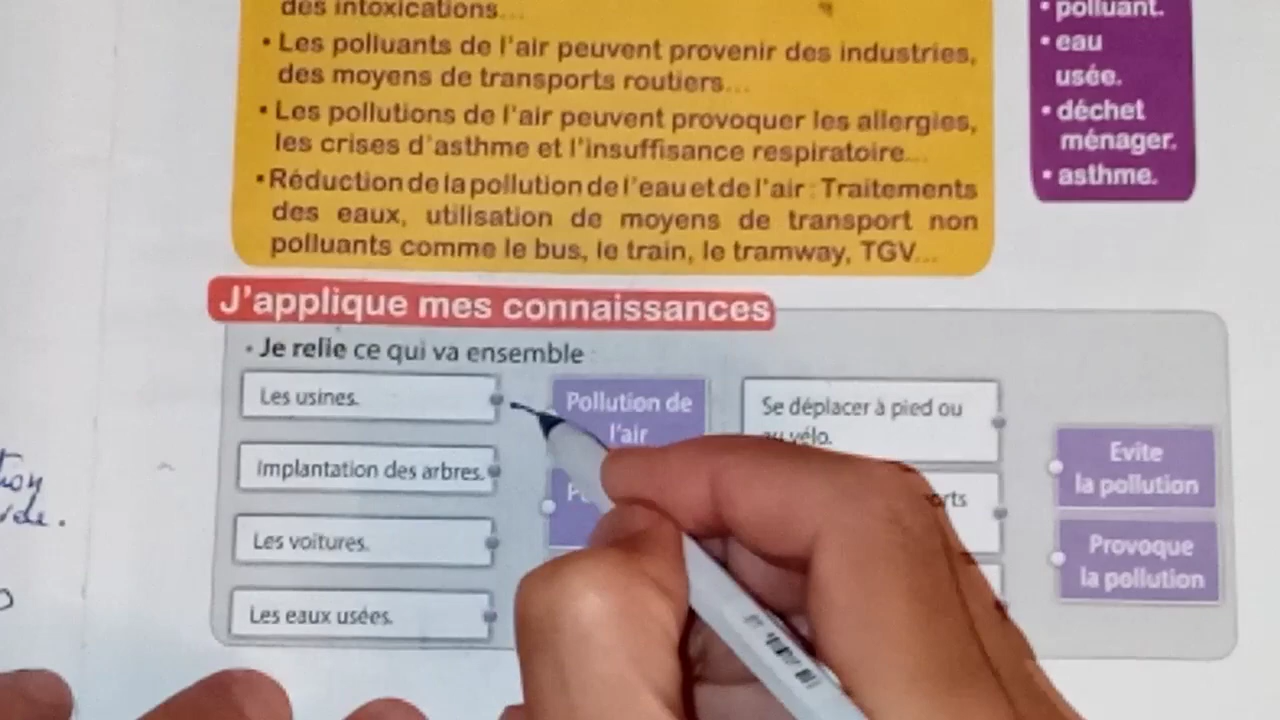 des intoxications...
• Les polluants de l'air peuvent provenir des industries,
des moyens de transports routiers...
• Les pollutions de l'air peuvent provoquer les allergies,
les crises d'asthme et l'insuffisance respiratoire...
• Réduction de la pollution de l'eau et de l'air : Traitements
des eaux, utilisation de moyens de transport non
polluants comme le bus, le train, le tramway, TGV...
• polluant.
• eau
usée.
• déchet
ménager.
• asthme.
J'applique mes connaissances
• Je relie ce qui va ensemble :
Les usines.
Implantation des arbres.
Les voitures.
Les eaux usées.
Pollution de
l'air
Se déplacer à pied ou
au vélo.
Evite
la pollution
Provoque
la pollution